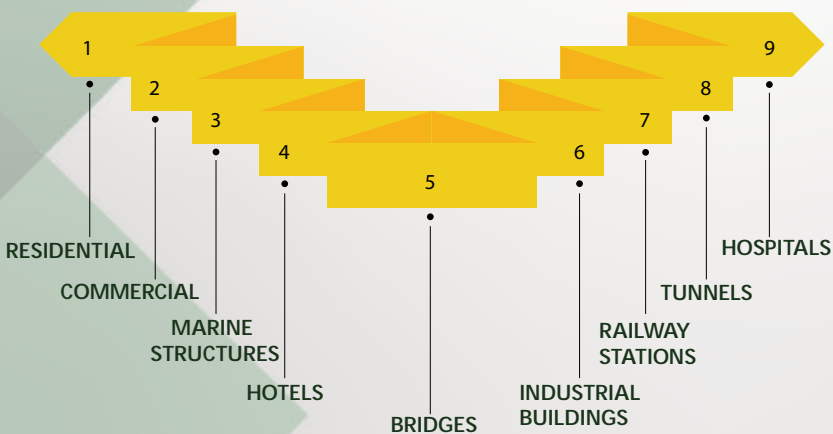 1
2
3
4
5
6
7
8
9
RESIDENTIAL
COMMERCIAL
MARINE
STRUCTURES
HOTELS
BRIDGES
INDUSTRIAL
BUILDINGS
RAILWAY
STATIONS
TUNNELS
HOSPITALS